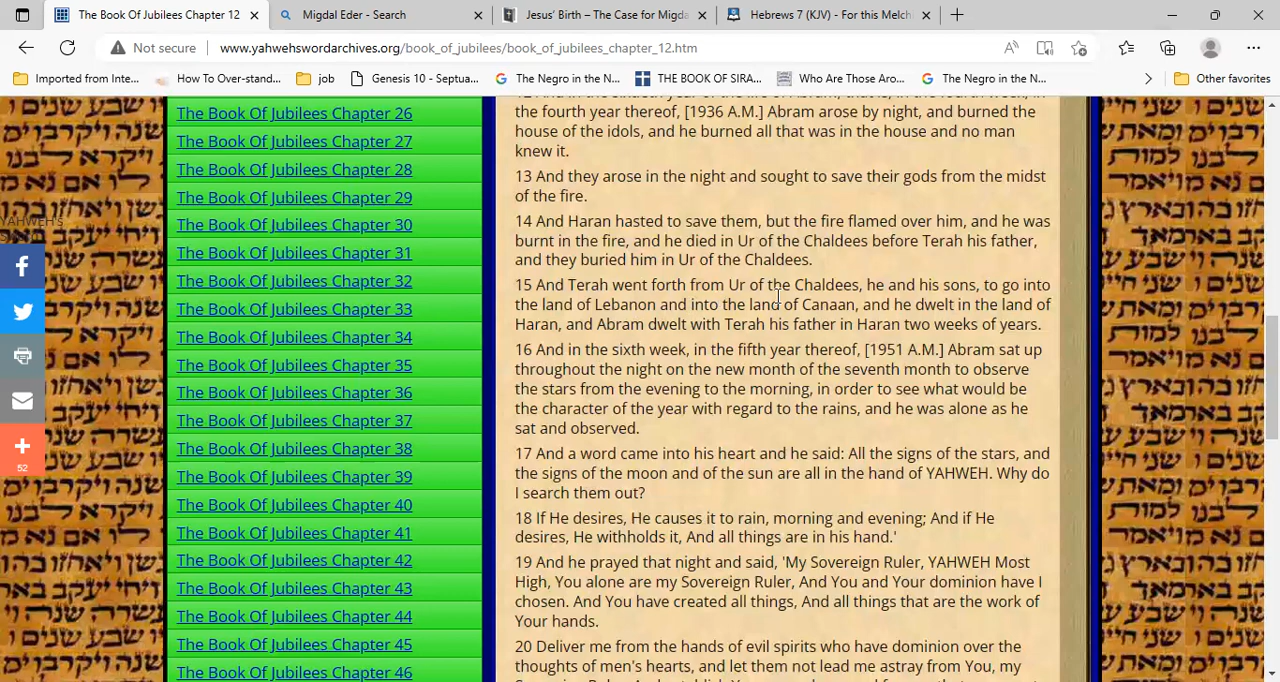 The Book Of Jubilees Chapter 12
Migdal Eder - Search
Jesus' Birth – The Case for Migda
Hebrews 7 (KJV) - For this Melch
Not secure
www.yahwehswordarchives.org/book_of_jubilees/book_of_jubilees_chapter_12.htm
Imported from Inte...
How To Over-stand...
job
Genesis 10 - Septua...
The Negro in the N...
THE BOOK OF SIRA...
Who Are Those Aro...
The Negro in the N...
Other favorites
YAHWEH's
52
The Book Of Jubilees Chapter 26
The Book Of Jubilees Chapter 27
The Book Of Jubilees Chapter 28
The Book Of Jubilees Chapter 29
The Book Of Jubilees Chapter 30
The Book Of Jubilees Chapter 31
The Book Of Jubilees Chapter 32
The Book Of Jubilees Chapter 33
The Book Of Jubilees Chapter 34
The Book Of Jubilees Chapter 35
The Book Of Jubilees Chapter 36
The Book Of Jubilees Chapter 37
The Book Of Jubilees Chapter 38
The Book Of Jubilees Chapter 39
The Book Of Jubilees Chapter 40
The Book Of Jubilees Chapter 41
The Book Of Jubilees Chapter 42
The Book Of Jubilees Chapter 43
The Book Of Jubilees Chapter 44
The Book Of Jubilees Chapter 45
The Book Of Jubilees Chapter 46
the fourth year thereof, [1936 A.M.] Abram arose by night, and burned the
house of the idols, and he burned all that was in the house and no man
knew it.
13 And they arose in the night and sought to save their gods from the midst
of the fire.
14 And Haran hasted to save them, but the fire flamed over him, and he was
burnt in the fire, and he died in Ur of the Chaldees before Terah his father,
and they buried him in Ur of the Chaldees.
15 And Terah went forth from Ur of the Chaldees, he and his sons, to go into
the land of Lebanon and into the land of Canaan, and he dwelt in the land of
Haran, and Abram dwelt with Terah his father in Haran two weeks of years.
16 And in the sixth week, in the fifth year thereof, [1951 A.M.] Abram sat up
throughout the night on the new month of the seventh month to observe
the stars from the evening to the morning, in order to see what would be
the character of the year with regard to the rains, and he was alone as he
sat and observed.
17 And a word came into his heart and he said: All the signs of the stars, and
the signs of the moon and of the sun are all in the hand of YAHWEH. Why do
I search them out?
18 If He desires, He causes it to rain, morning and evening; And if He
desires, He withholds it, And all things are in his hand.'
19 And he prayed that night and said, 'My Sovereign Ruler, YAHWEH Most
High, You alone are my Sovereign Ruler, And You and Your dominion have I
chosen. And You have created all things, And all things that are the work of
Your hands.
20 Deliver me from the hands of evil spirits who have dominion over the
thoughts of men's hearts, and let them not lead me astray from You, my